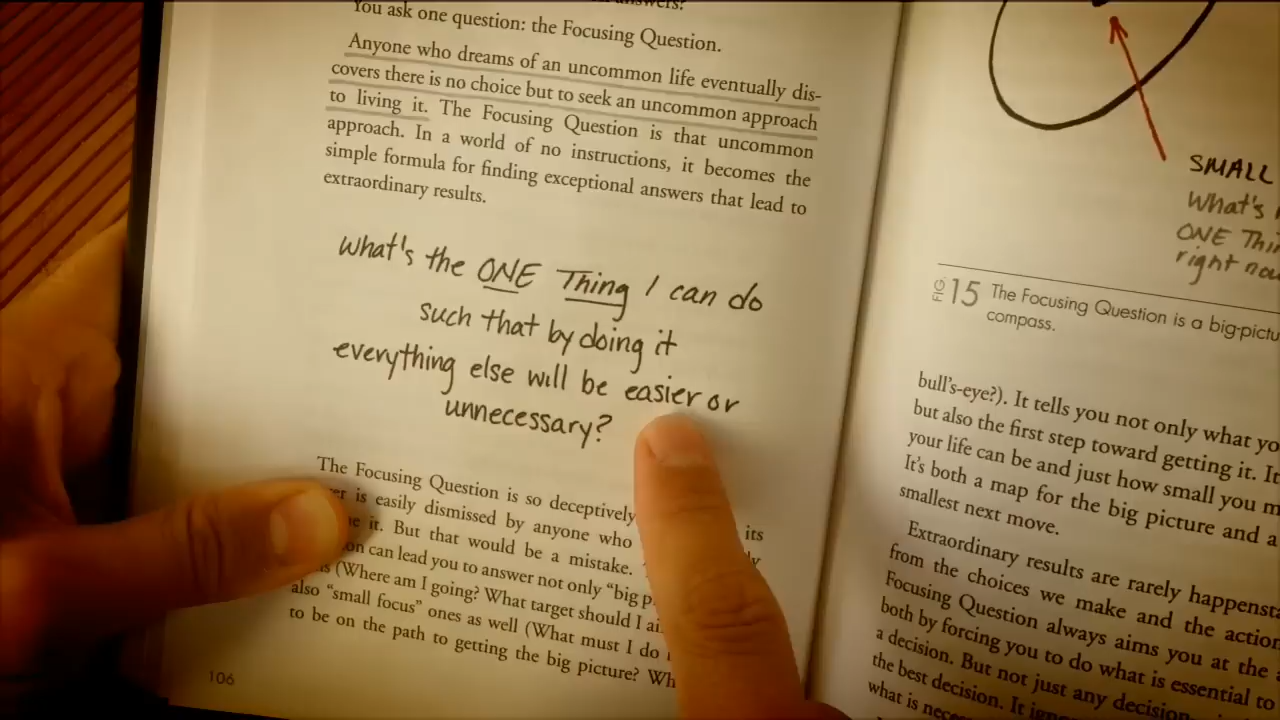 answers?
You ask one question: the Focusing Question.
Anyone who dreams of an uncommon life eventually dis-
covers there is no choice but to seek an uncommon approach
to living it. The Focusing Question is that uncommon
approach. In a world of no instructions, it becomes the
simple formula for finding exceptional answers that lead to
extraordinary results.
What's the ONE Thing I can do
such that by doing it
everything else will be easier or
unnecessary?
The Focusing Question is so deceptively its
is easily dismissed by anyone who
it. But that would be a mistake.
can lead you to answer not only "big
(Where am I going? What target should I
also "small focus" ones as well (What must I do
to be on the path to getting the big picture?
106
SMALL
What's
ONE
right
FIG 15 The Focusing Question is a
compass.
bull's-eye?). It tells you not only what
but also the first step toward getting it.
your life can be and just how small you
It's both a map for the big picture and a
smallest next move.
Extraordinary results are rarely
from the choices we make and the
Focusing Question always aims you at the
both by forcing you to do what is essential to
a decision. But not just any decision
the best decision. It
what is